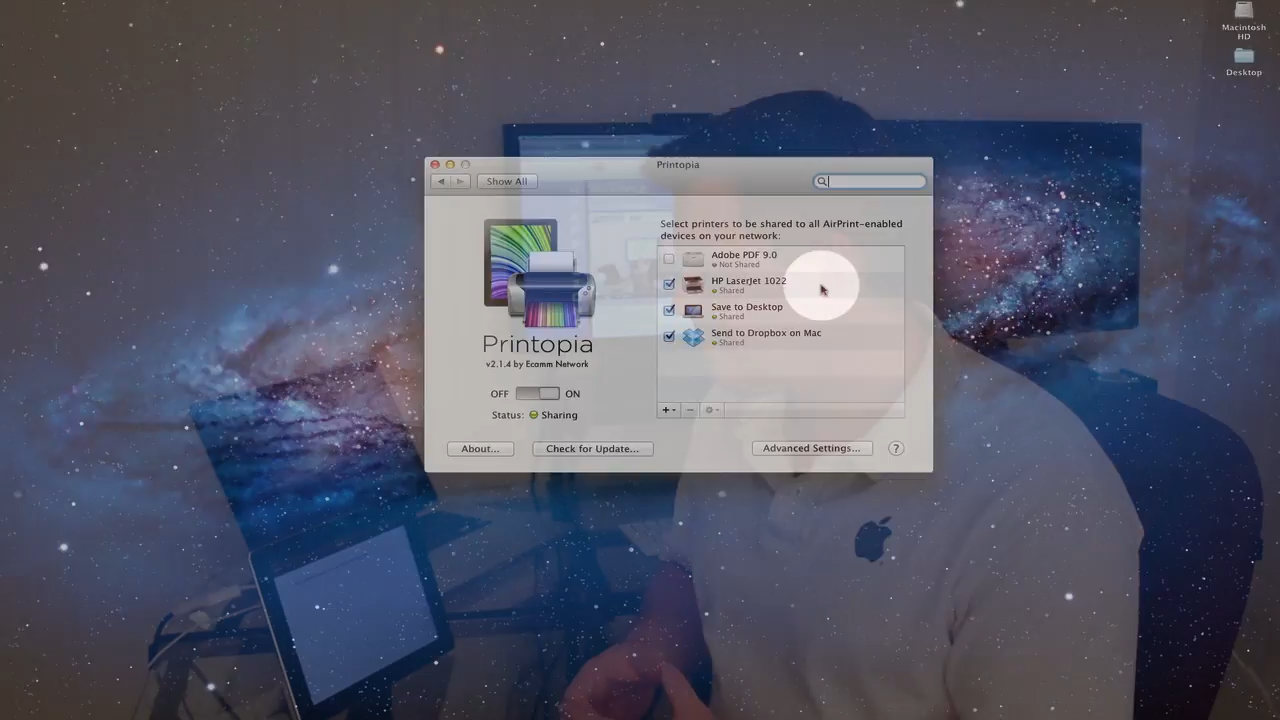 Macintosh
HD
Desktop
Printopia
Show All
Select printers to be shared to all AirPrint-enabled
devices on your network:
Adobe PDF 9.0
Not Shared
HP LaserJet 1022
Shared
Save to Desktop
Shared
Send to Dropbox on Mac
Shared
Printopia
v2.1.4 by Ecamm Network
OFF ON
Status: Sharing
About...
Check for Update...
Advanced Settings...
?